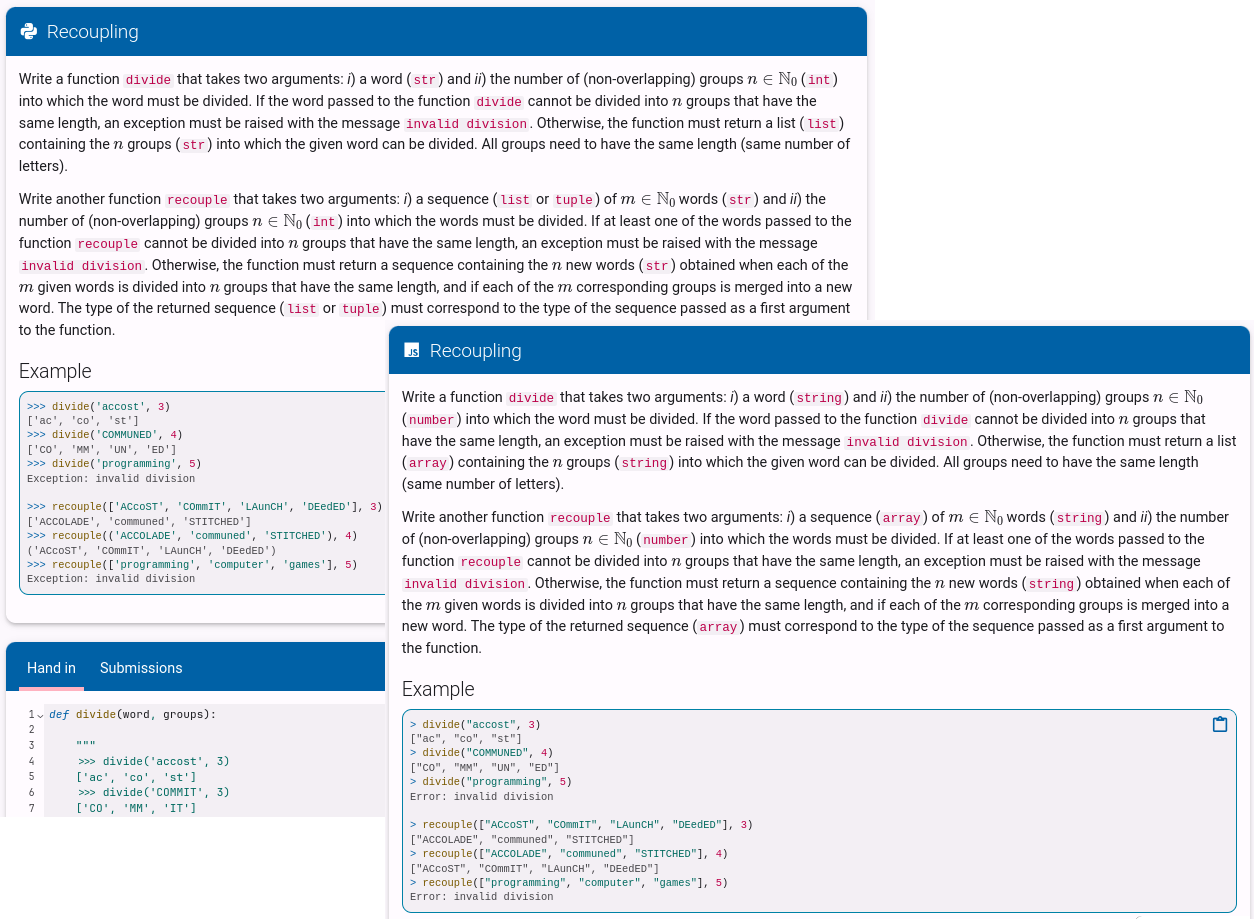 Recoupling
Write a function divide that takes two arguments: i) a word (str) and ii) the number of (non-overlapping) groups n ∈ ℕ₀ (int)
into which the word must be divided. If the word passed to the function divide cannot be divided into n groups that have the
same length, an exception must be raised with the message invalid division. Otherwise, the function must return a list (list)
containing the n groups (str) into which the given word can be divided. All groups need to have the same length (same number of
letters).
Write another function recouple that takes two arguments: i) a sequence (list or tuple) of m ∈ ℕ₀ words (str) and ii) the
number of (non-overlapping) groups n ∈ ℕ₀ (int) into which the words must be divided. If at least one of the words passed to the
function recouple cannot be divided into n groups that have the same length, an exception must be raised with the message
invalid division. Otherwise, the function must return a sequence containing the n new words (str) obtained when each of the
m given words is divided into n groups that have the same length, and if each of the m corresponding groups is merged into a new
word. The type of the returned sequence (list or tuple) must correspond to the type of the sequence passed as a first argument
to the function.
Example
>>> divide('accost', 3)
['ac', 'co', 'st']
>>> divide('COMMUNED', 4)
['CO', 'MM', 'UN', 'ED']
>>> divide('programming', 5)
Exception: invalid division
>>> recouple(['ACcoST', 'COmmIT', 'LAunCH', 'DEedED'], 3)
['ACCOLADE', 'communed', 'STITCHED']
>>> recouple(('ACCOLADE', 'communed', 'STITCHED'), 4)
('ACcoST', 'COmmIT', 'LAunCH', 'DEedED')
>>> recouple(['programming', 'computer', 'games'], 5)
Exception: invalid division
Hand in Submissions
1 def divide(word, groups):
2
3 """
4 >>> divide('accost', 3)
5 ['ac', 'co', 'st']
6 >>> divide('COMMIT', 3)
7 ['CO', 'MM', 'IT']
JS Recoupling
Write a function divide that takes two arguments: i) a word (string) and ii) the number of (non-overlapping) groups n ∈ ℕ₀
(number) into which the word must be divided. If the word passed to the function divide cannot be divided into n groups that
have the same length, an exception must be raised with the message invalid division. Otherwise, the function must return a list
(array) containing the n groups (string) into which the given word can be divided. All groups need to have the same length
(same number of letters).
Write another function recouple that takes two arguments: i) a sequence (array) of m ∈ ℕ₀ words (string) and ii) the number
of (non-overlapping) groups n ∈ ℕ₀ (number) into which the words must be divided. If at least one of the words passed to the
function recouple cannot be divided into n groups that have the same length, an exception must be raised with the message
invalid division. Otherwise, the function must return a sequence containing the n new words (string) obtained when each of
the m given words is divided into n groups that have the same length, and if each of the m corresponding groups is merged into a
new word. The type of the returned sequence (array) must correspond to the type of the sequence passed as a first argument to
the function.
Example
> divide("accost", 3)
["ac", "co", "st"]
> divide("COMMUNED", 4)
["CO", "MM", "UN", "ED"]
> divide("programming", 5)
Error: invalid division
> recouple(["ACcoST", "COmmIT", "LAunCH", "DEedED"], 3)
["ACCOLADE", "communed", "STITCHED"]
> recouple(["ACCOLADE", "communed", "STITCHED"], 4)
["ACcoST", "COmmIT", "LAunCH", "DEedED"]
> recouple(["programming", "computer", "games"], 5)
Error: invalid division